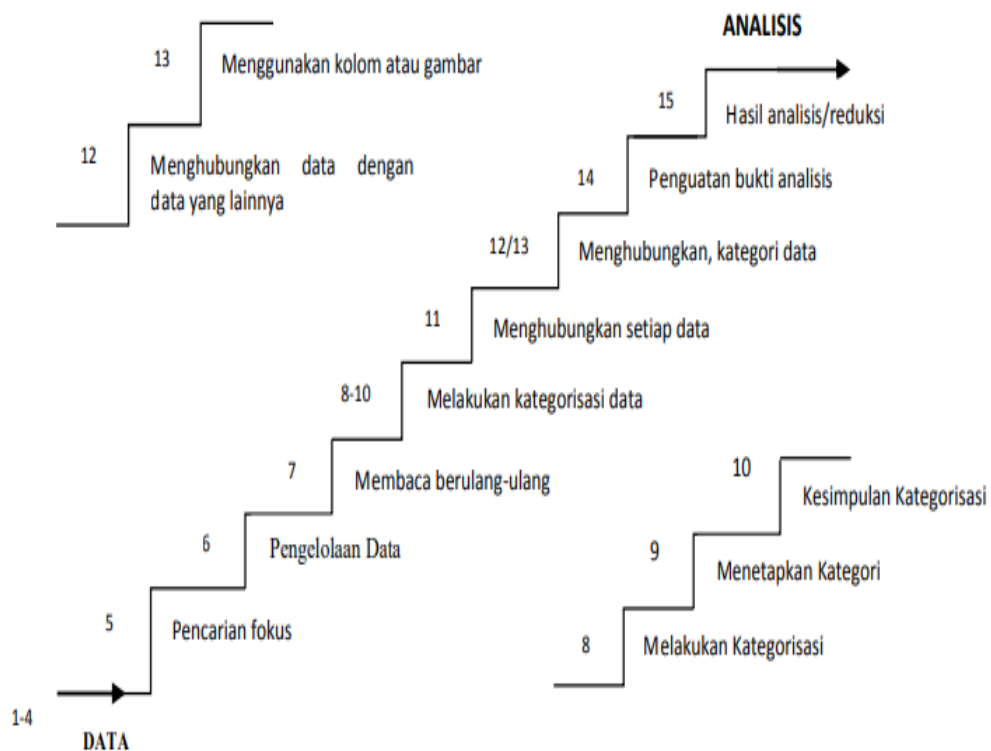 ANALISIS
13
Menggunakan kolom atau gambar
15
Hasil analisis/reduksi
12
Menghubungkan data dengan
data yang lainnya
14
Penguatan bukti analisis
12/13
Menghubungkan, kategori data
11
Menghubungkan setiap data
8-10
Melakukan kategorisasi data
7
Membaca berulang-ulang
10
Kesimpulan Kategorisasi
6
Pengelolaan Data
9
Menetapkan Kategori
5
Pencarian fokus
8
Melakukan Kategorisasi
1-4
DATA